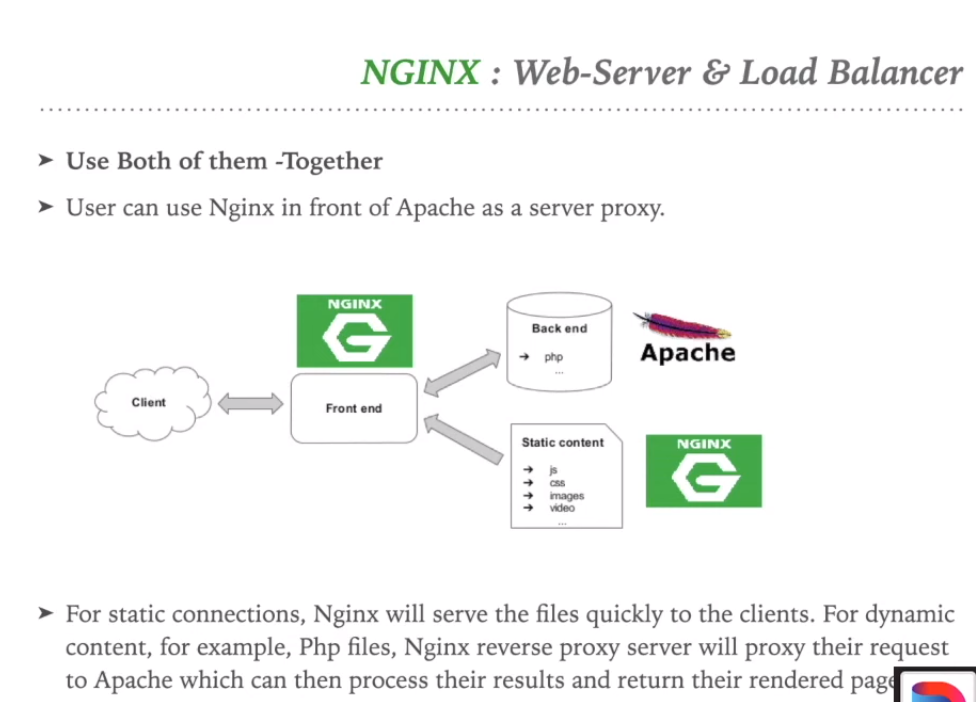 NGINX : Web-Server & Load Balancer
➤ Use Both of them -Together
➤ User can use Nginx in front of Apache as a server proxy.
NGINX
Back end
→ php
...
Apache
Client
Front end
Static content
→ js
→ css
→ images
→ video
...
NGINX
➤ For static connections, Nginx will serve the files quickly to the clients. For dynamic
content, for example, Php files, Nginx reverse proxy server will proxy their request
to Apache which can then process their results and return their rendered page